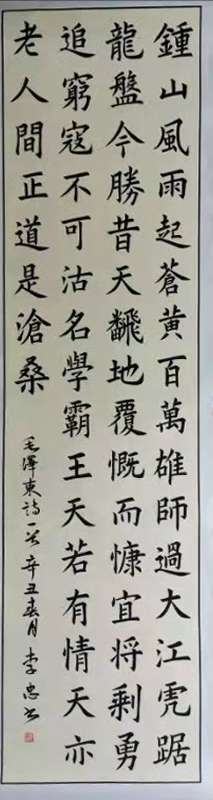 鍾山風雨起蒼黄百萬雄師過大江虎踞
龍盤今勝昔天飜地覆慨而慷宜将剩勇
追窮寇不可沽名學霸王天若有情天亦
老人間正道是滄桑
毛澤東詩一首辛丑春月李忠书